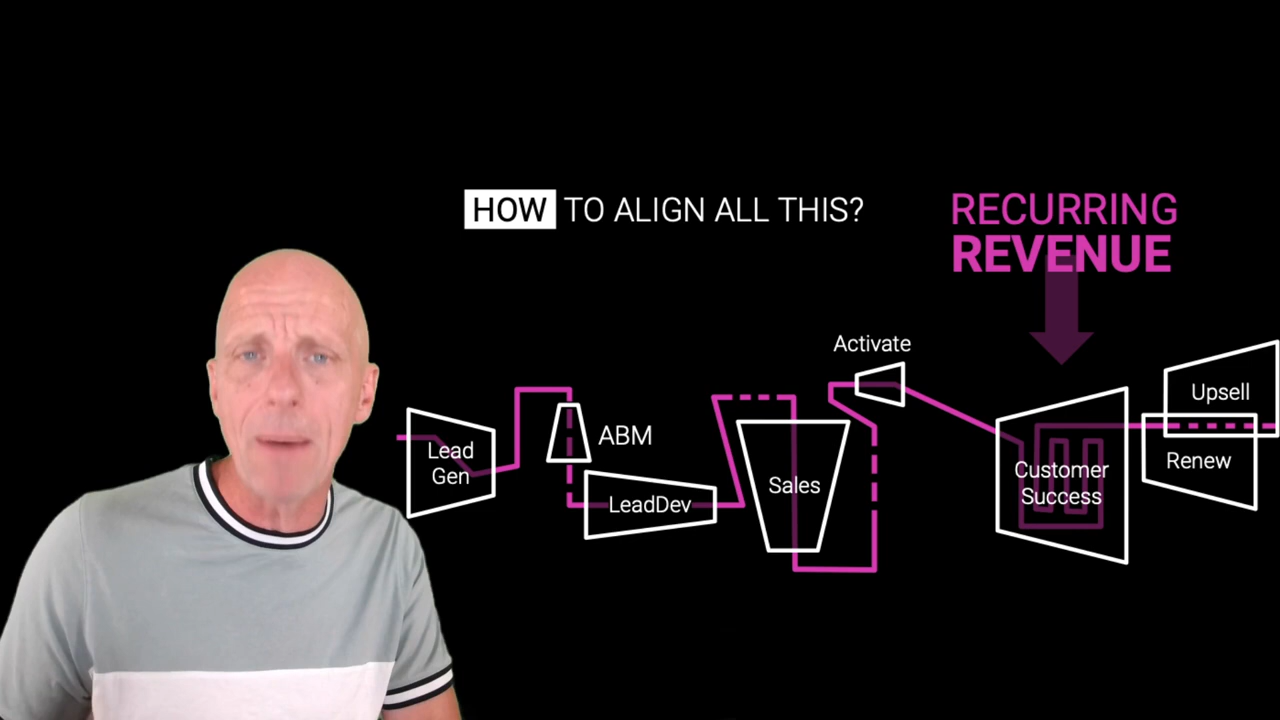 HOW TO ALIGN ALL THIS?
RECURRING
REVENUE
Activate
Lead
Gen
ABM
LeadDev
Sales
Customer
Success
Upsell
Renew